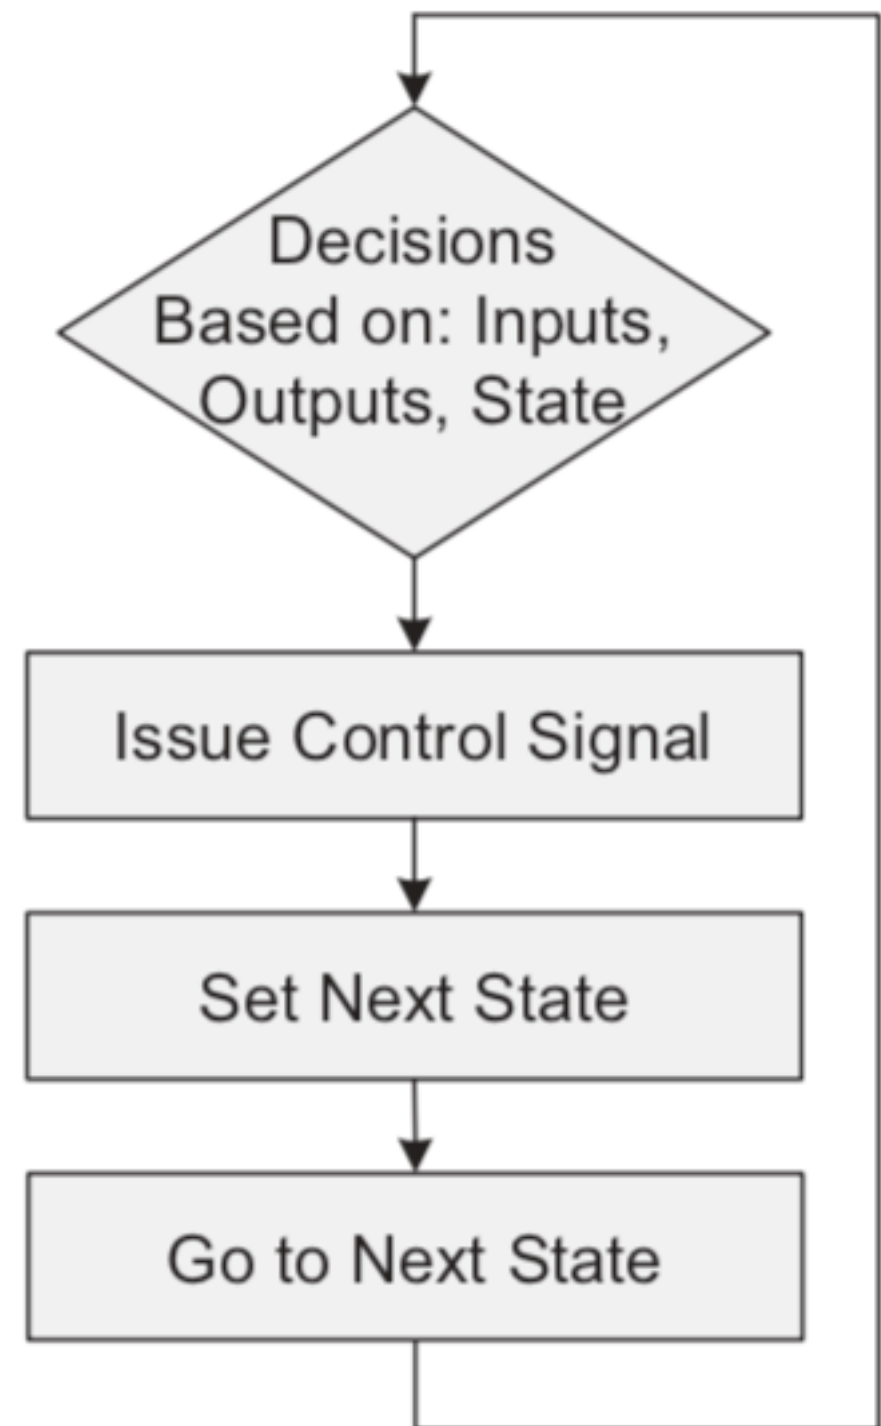 Decisions
Based on: Inputs,
Outputs, State
Issue Control Signal
Set Next State
Go to Next State